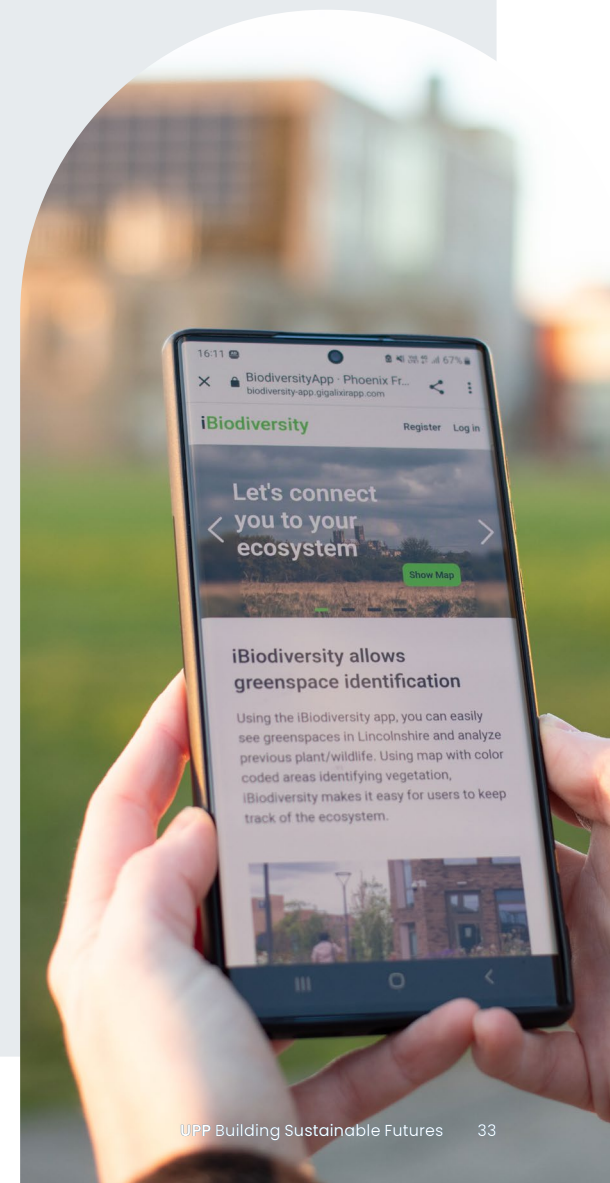 16:11
67%
BiodiversityApp · Phoenix Fr...
biodiversity-app.gigalixirapp.com
iBiodiversity
Register Log in
Let's connect
you to your
ecosystem
Show Map
iBiodiversity allows
greenspace identification
Using the iBiodiversity app, you can easily
see greenspaces in Lincolnshire and analyze
previous plant/wildlife. Using map with color
coded areas identifying vegetation,
iBiodiversity makes it easy for users to keep
track of the ecosystem.
UPP Building Sustainable Futures 33